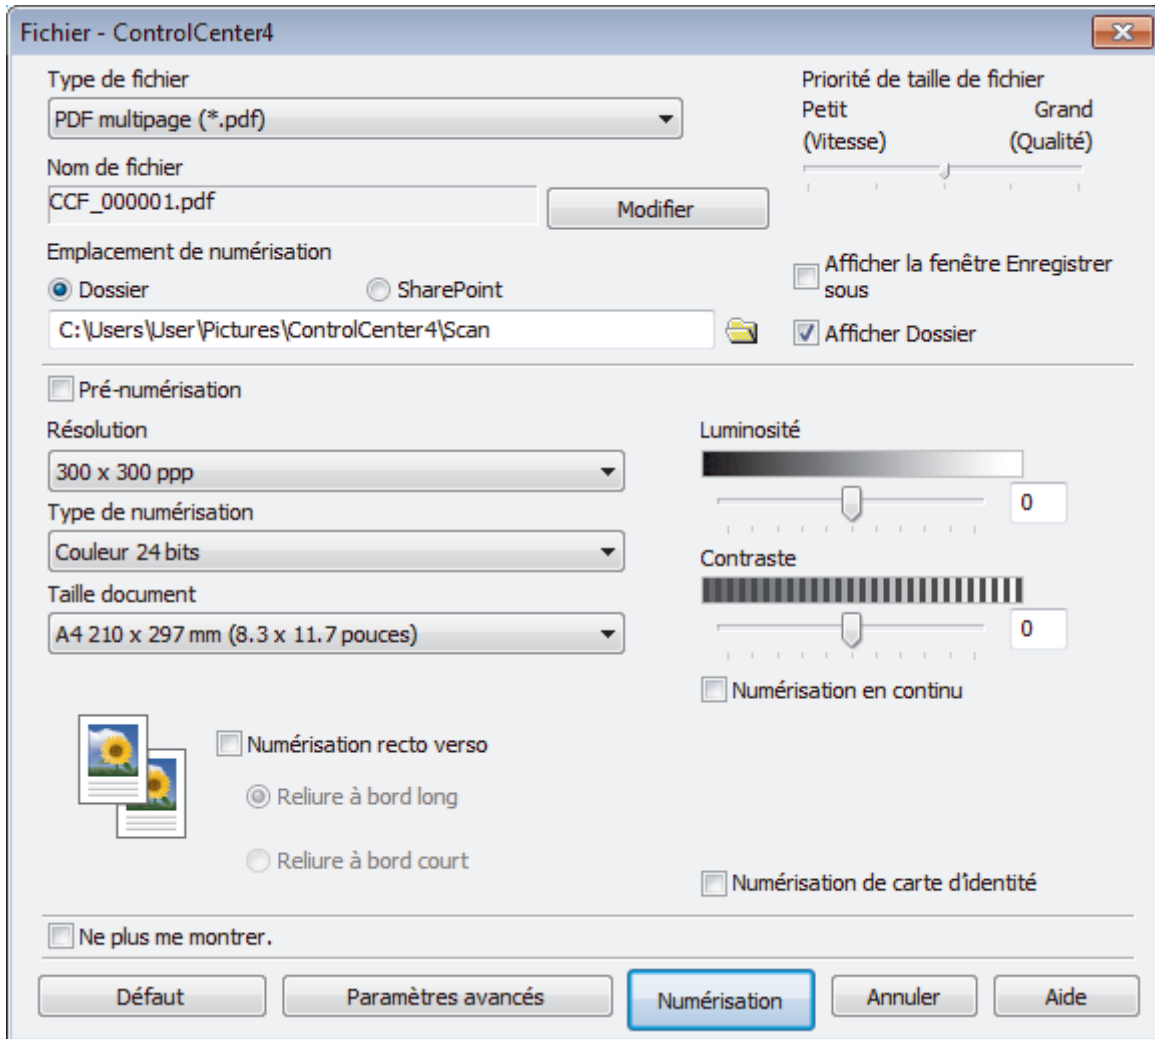 Fichier - ControlCenter4
Type de fichier
PDF multipage (*.pdf)
Priorité de taille de fichier
Petit Grand
(Vitesse) (Qualité)
Nom de fichier
CCF_000001.pdf
Modifier
Emplacement de numérisation
Dossier SharePoint
C:\Users\User\Pictures\ControlCenter4\Scan
Afficher la fenêtre Enregistrer
sous
Afficher Dossier
Pré-numérisation
Résolution
300 x 300 ppp
Type de numérisation
Couleur 24 bits
Taille document
A4 210 x 297 mm (8.3 x 11.7 pouces)
Luminosité
0
Contraste
0
Numérisation en continu
Numérisation recto verso
Reliure à bord long
Reliure à bord court
Numérisation de carte d'identité
Ne plus me montrer.
Défaut Paramètres avancés Numérisation Annuler Aide